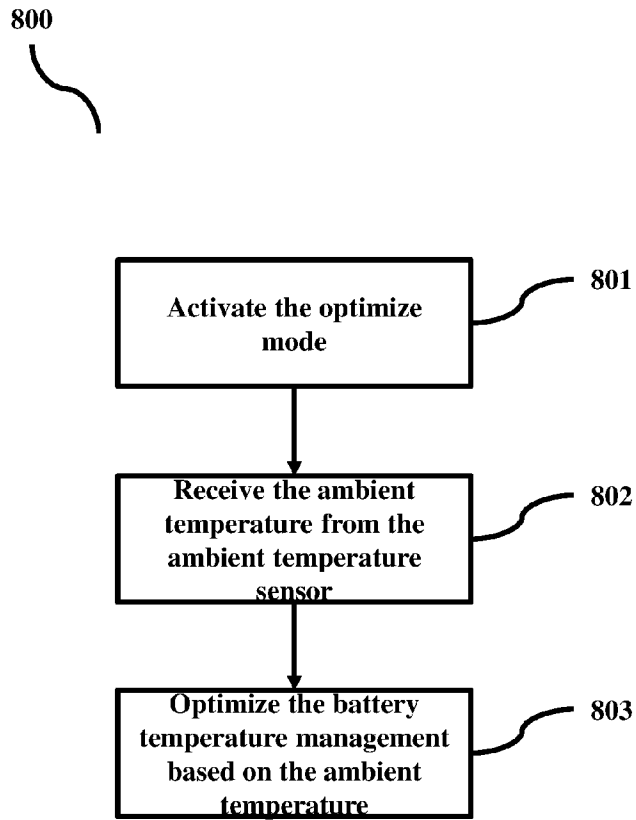 800
801
Activate the optimize
mode
802
Receive the ambient
temperature from the
ambient temperature
sensor
803
Optimize the battery
temperature management
based on the ambient
temperature